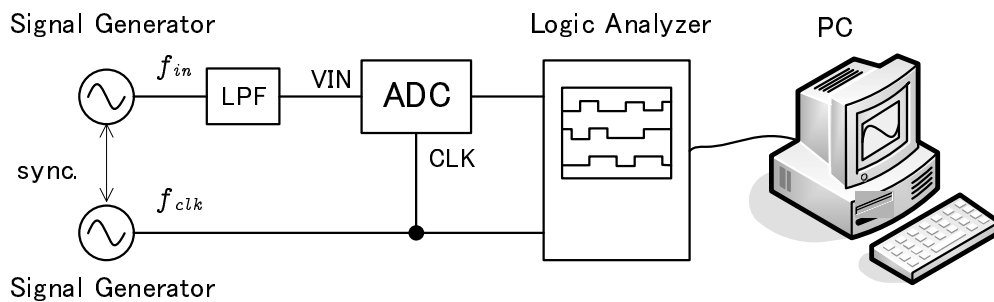 Signal Generator
Logic Analyzer
PC
f_in
LPF
VIN
ADC
CLK
sync.
f_clk
Signal Generator